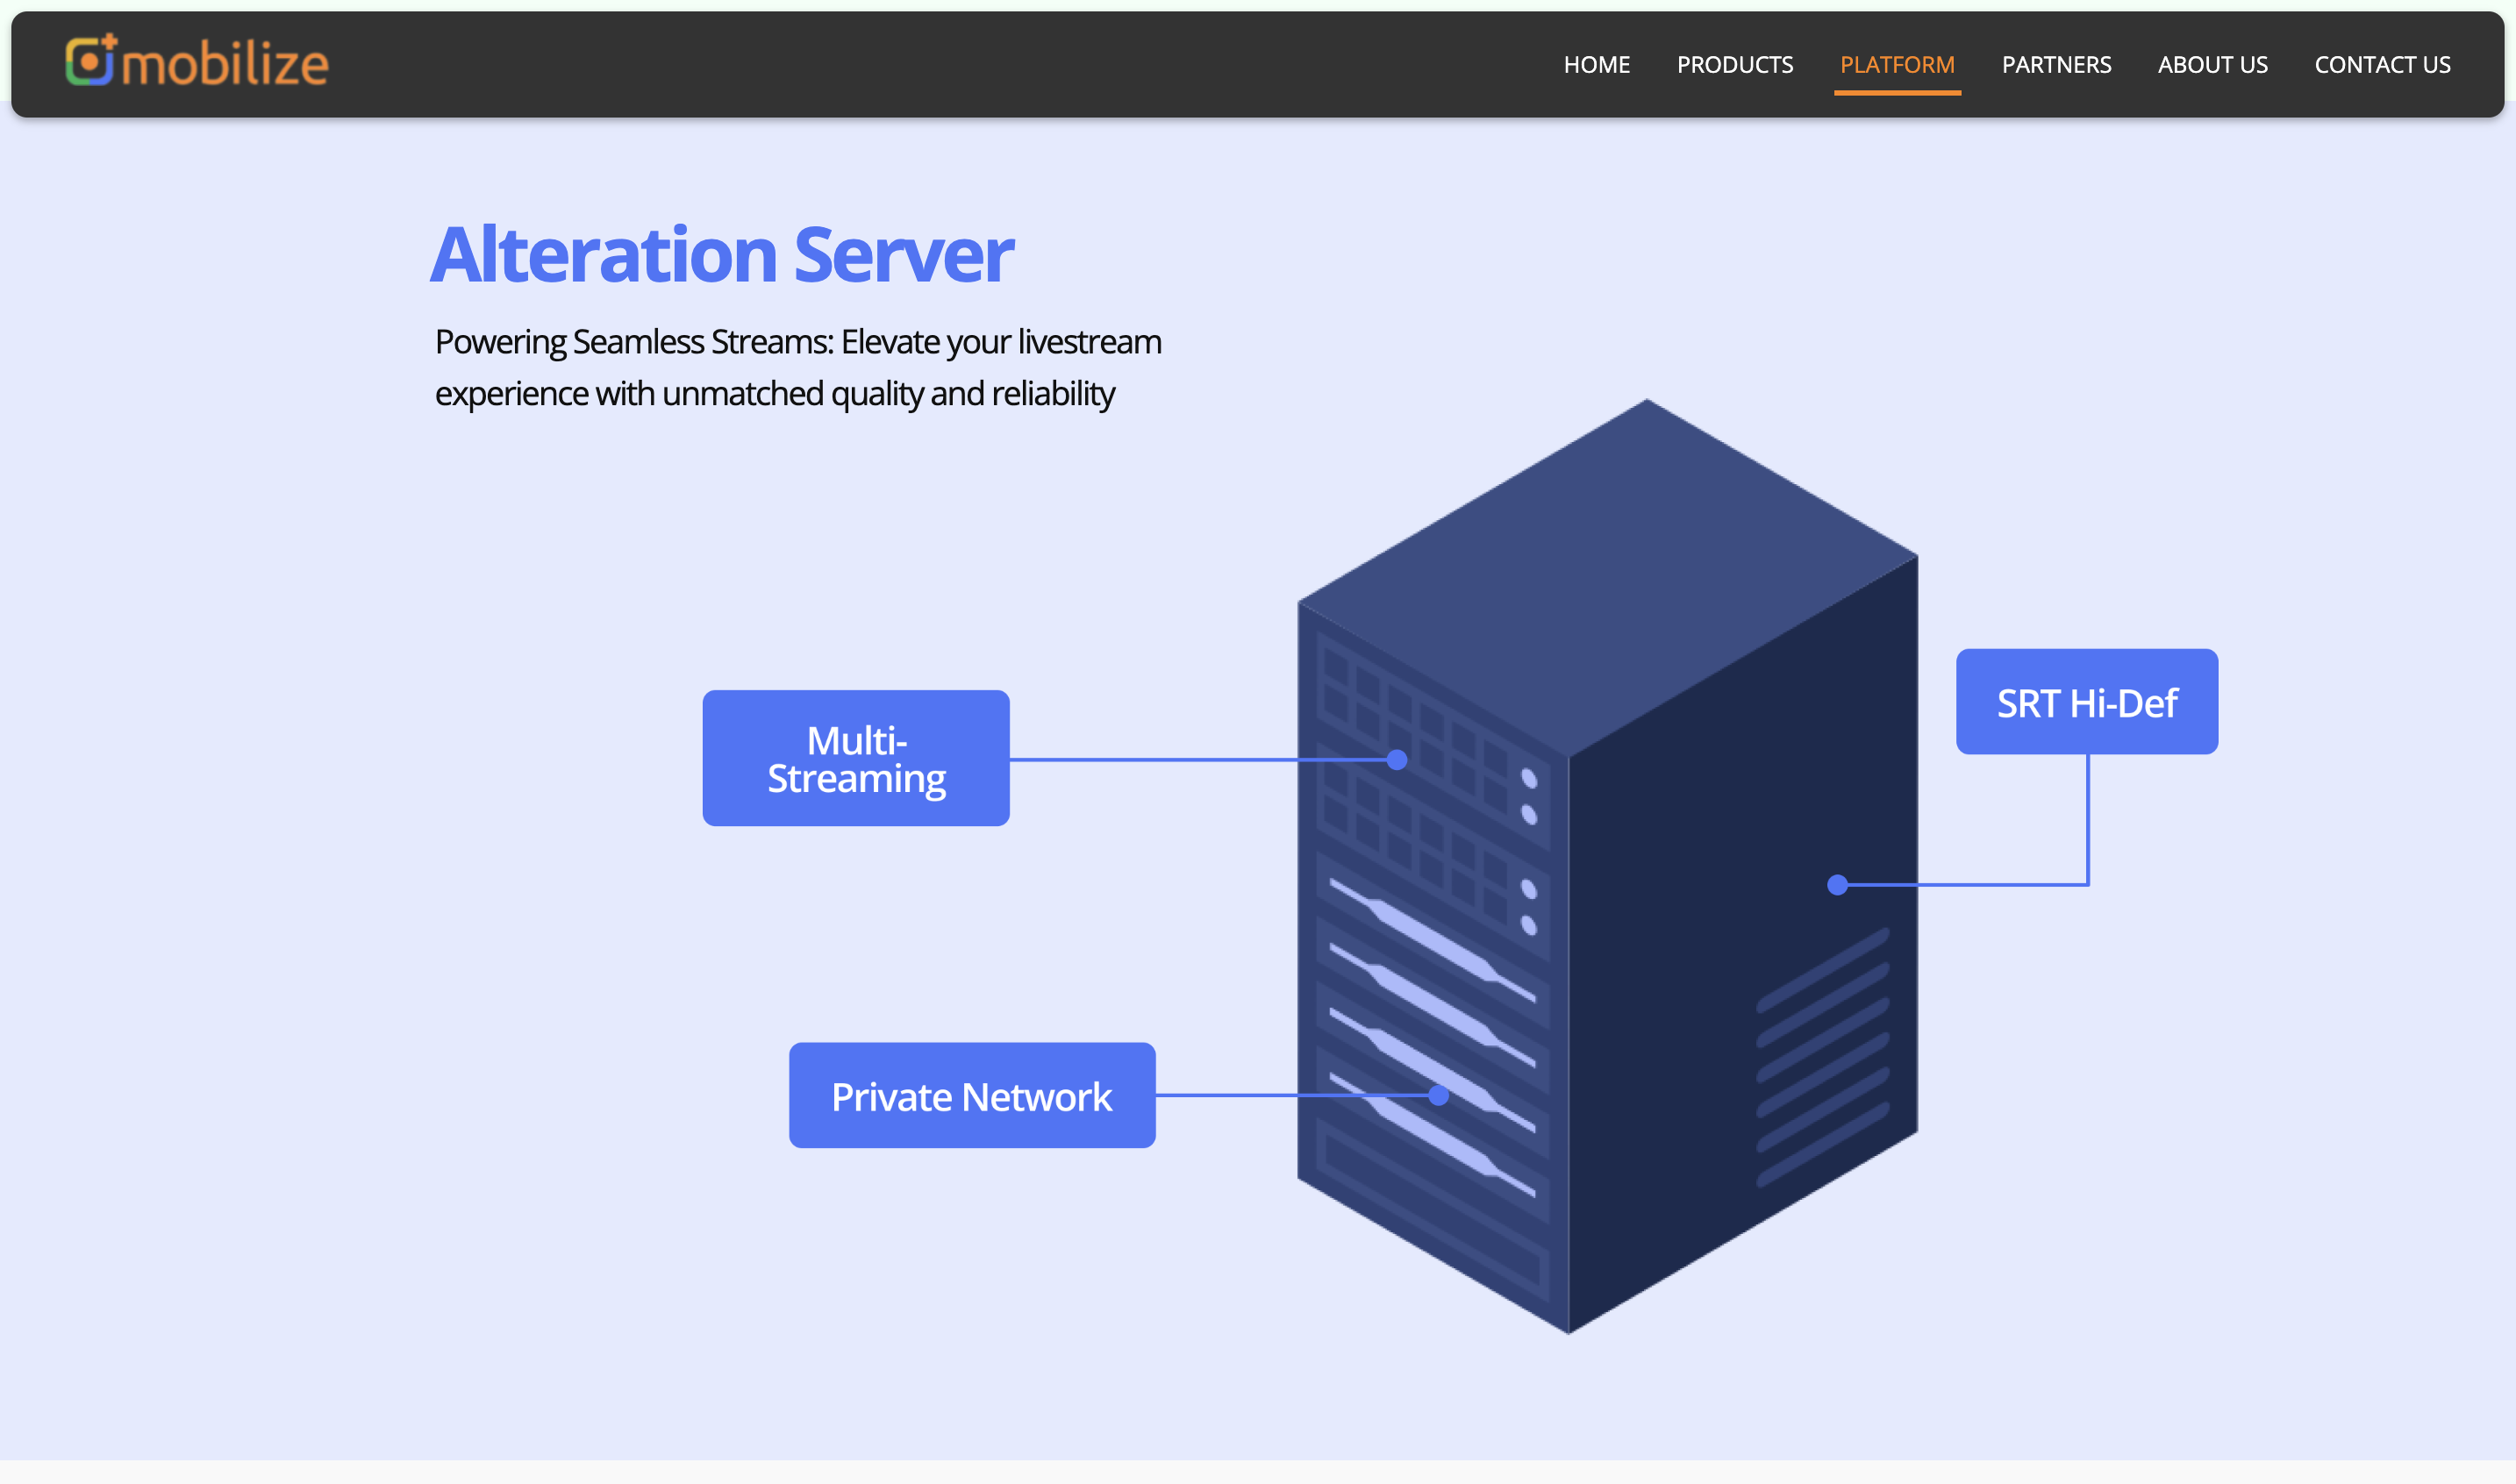 mobilize
HOME PRODUCTS PLATFORM PARTNERS ABOUT US CONTACT US
Alteration Server
Powering Seamless Streams: Elevate your livestream
experience with unmatched quality and reliability
SRT Hi-Def
Multi-
Streaming
Private Network